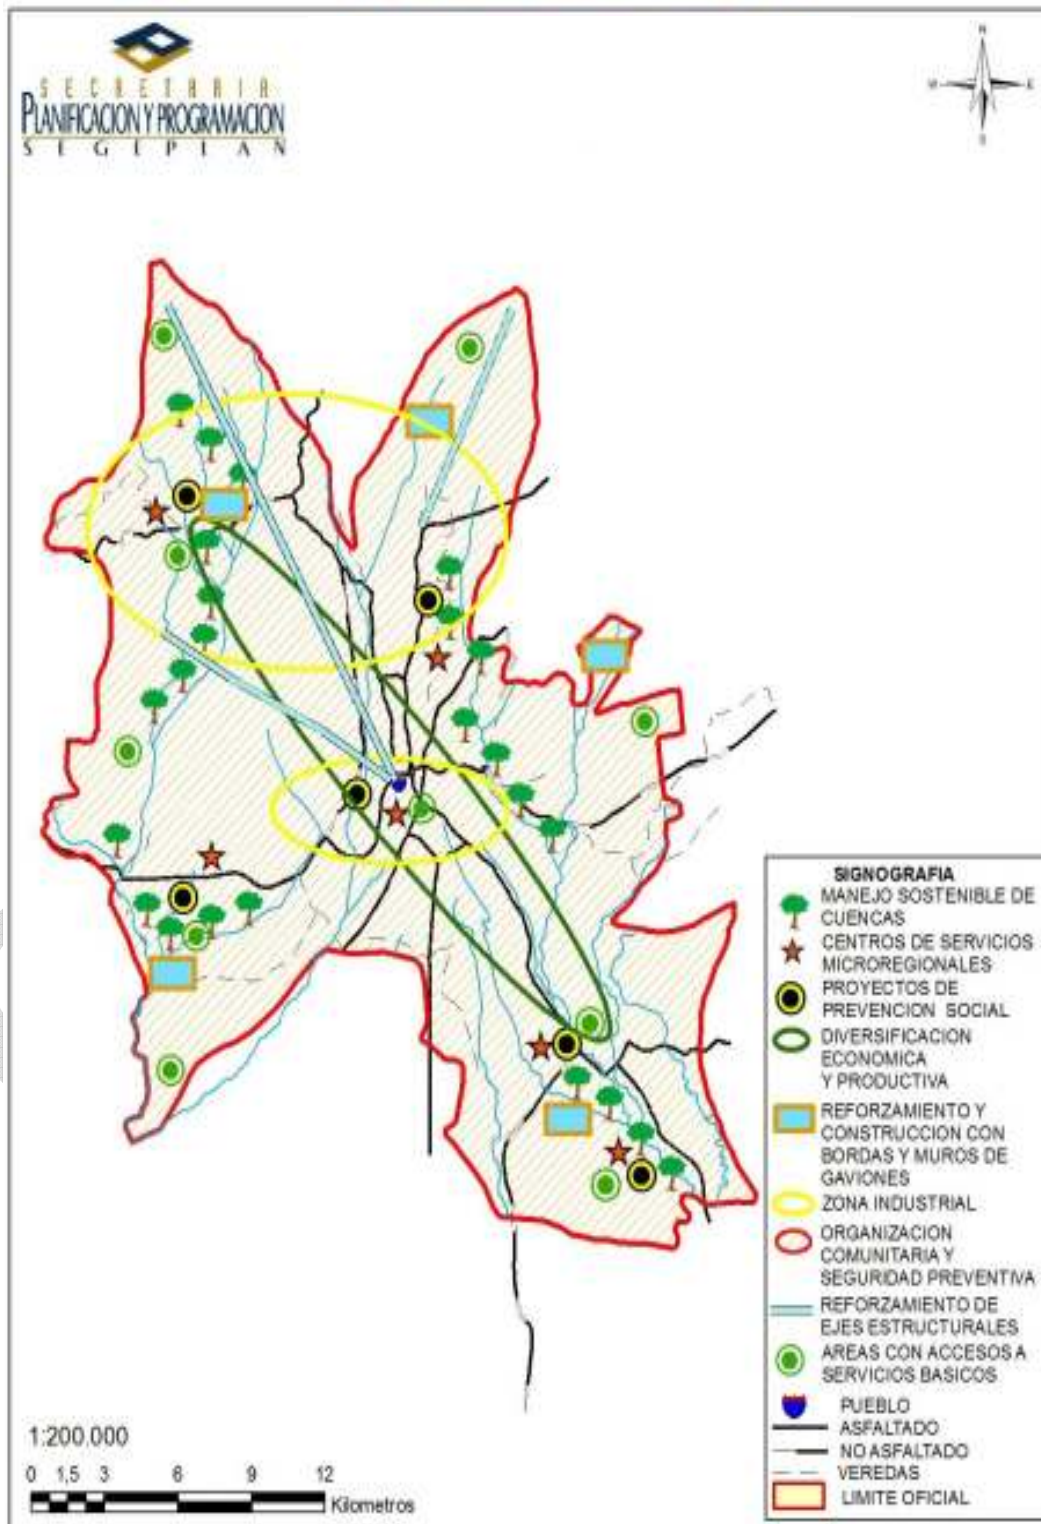 SECRETARIA
PLANIFICACION Y PROGRAMACION
SEGEPLAN
N
E
S
SIGNOGRAFIA
MANEJO SOSTENIBLE DE
CUENCAS
CENTROS DE SERVICIOS
MICROREGIONALES
PROYECTOS DE
PREVENCION SOCIAL
DIVERSIFICACION
ECONOMICA
Y PRODUCTIVA
REFORZAMIENTO Y
CONSTRUCCION CON
BORDAS Y MUROS DE
GAVIONES
ZONA INDUSTRIAL
ORGANIZACION
COMUNITARIA Y
SEGURIDAD PREVENTIVA
REFORZAMIENTO DE
EJES ESTRUCTURALES
AREAS CON ACCESOS A
SERVICIOS BASICOS
PUEBLO
ASFALTADO
NO ASFALTADO
VEREDAS
LIMITE OFICIAL
1:200.000
0 1,5 3 6 9 12
Kilometros